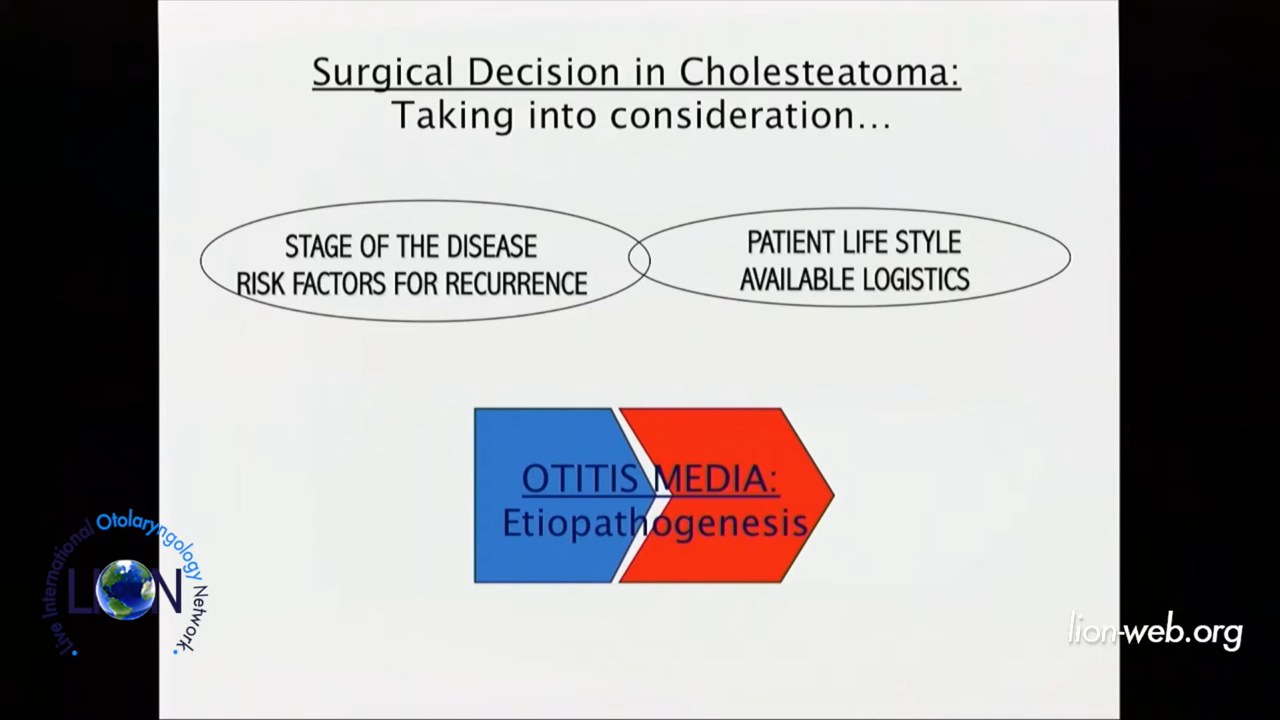 Surgical Decision in Cholesteatoma:
Taking into consideration...
STAGE OF THE DISEASE
RISK FACTORS FOR RECURRENCE
PATIENT LIFE STYLE
AVAILABLE LOGISTICS
OTITIS MEDIA:
Etiopathogenesis
Live International Otolaryngology Network
LION
lion-web.org